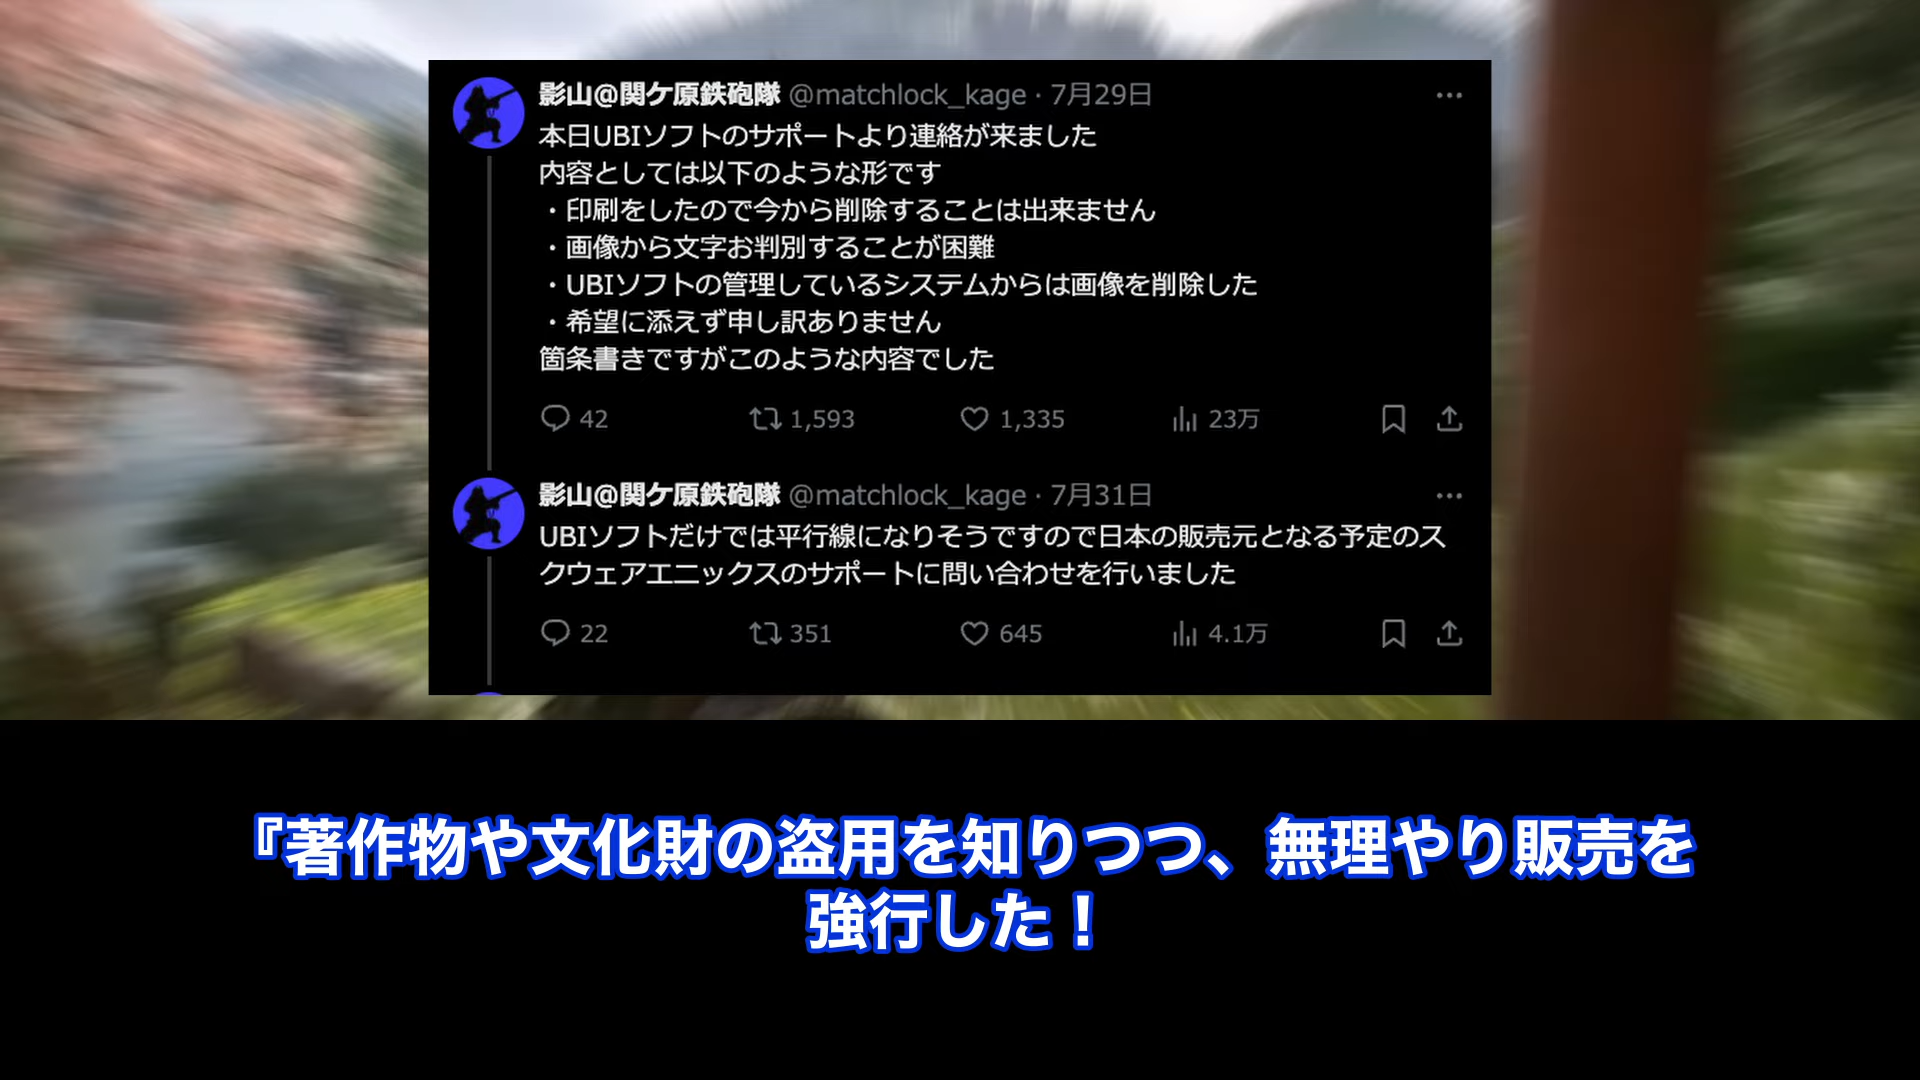 影山@関ケ原鉄砲隊 @matchlock_kage · 7月29日
本日UBIソフトのサポートより連絡が来ました
内容としては以下のような形です
・印刷をしたので今から削除することは出来ません
・画像から文字お判別することが困難
・UBIソフトの管理しているシステムからは画像を削除した
・希望に添えず申し訳ありません
箇条書きですがこのような内容でした
42 1,593 1,335 23万
影山@関ケ原鉄砲隊 @matchlock_kage · 7月31日
UBIソフトだけでは平行線になりそうですので日本の販売元となる予定のス
クウェアエニックスのサポートに問い合わせを行いました
22 351 645 4.1万
『著作物や文化財の盗用を知りつつ、無理やり販売を
強行した！